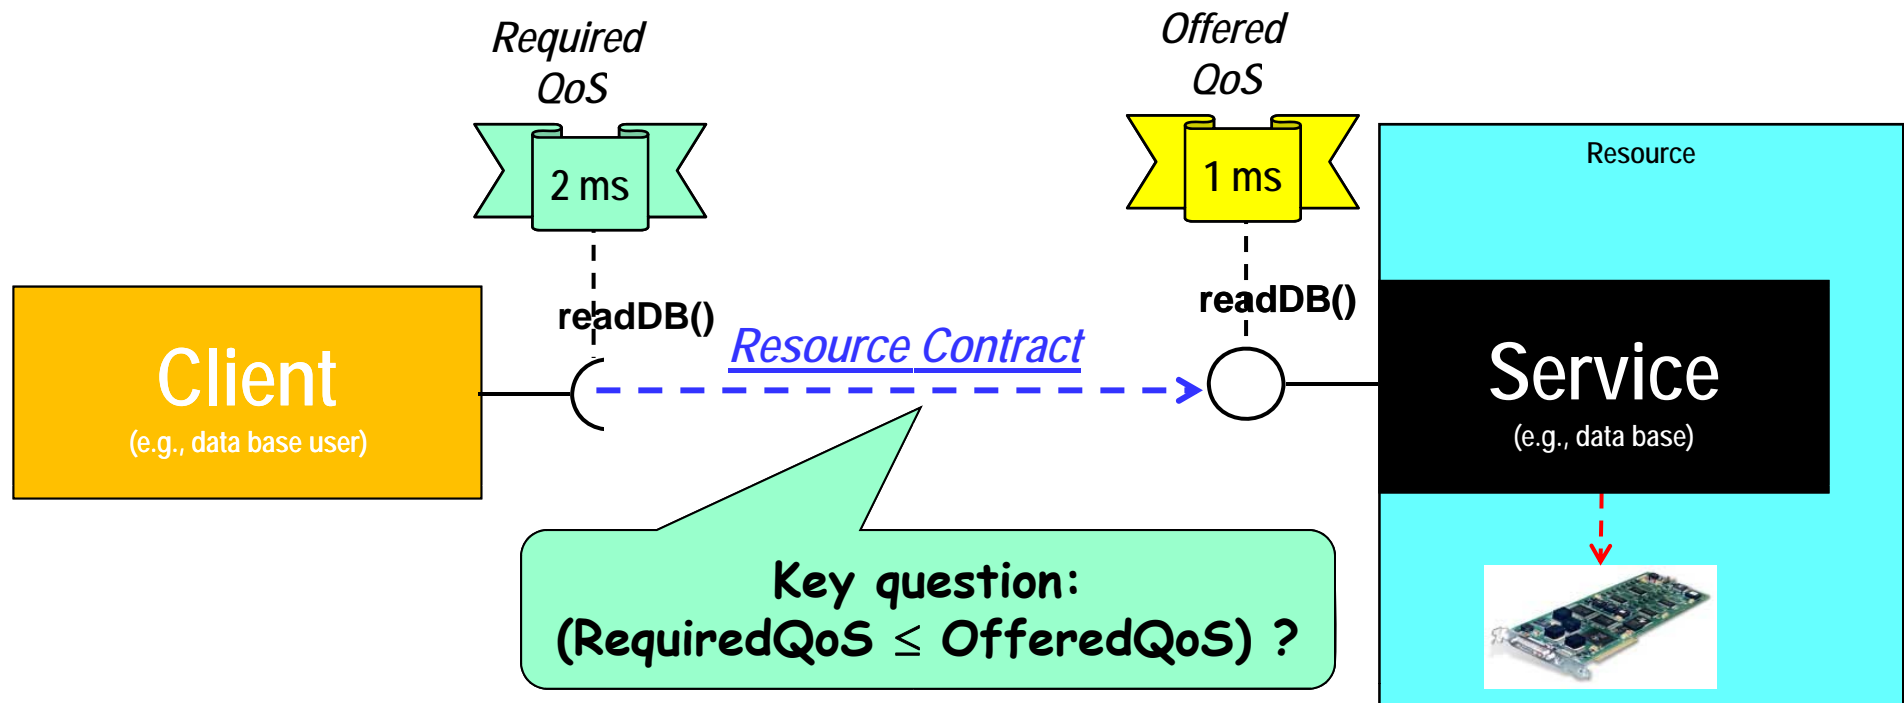 Required
QoS
2 ms
readDB()
Client
(e.g., data base user)
Resource Contract
Offered
QoS
1 ms
readDB()
Resource
Service
(e.g., data base)
Key question:
(RequiredQoS ≤ OfferedQoS) ?